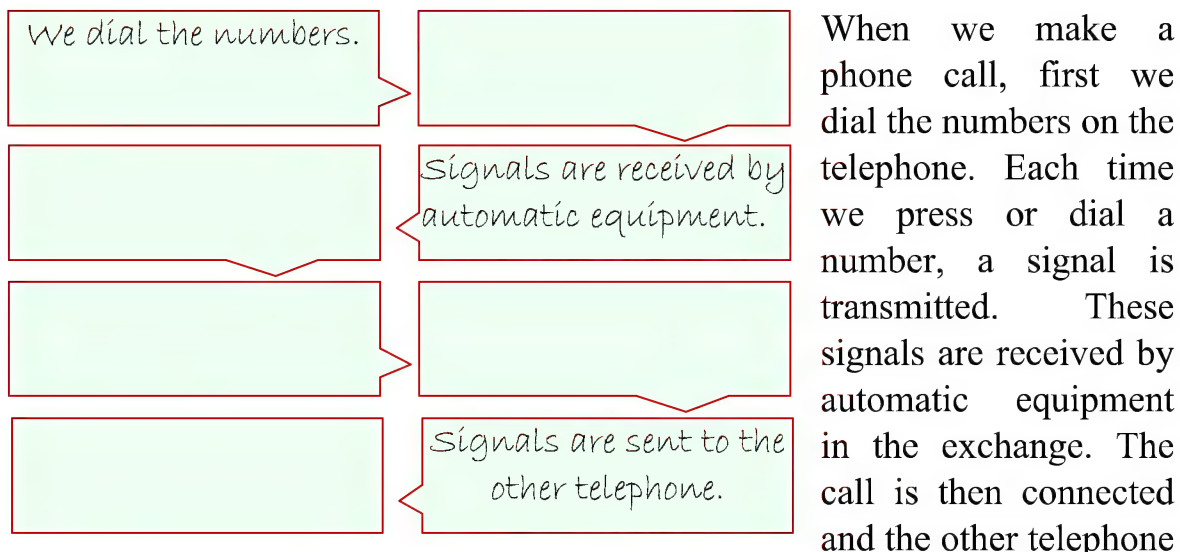 We dial the numbers.
Signals are received by
automatic equipment.
Signals are sent to the
other telephone.
When we make a
phone call, first we
dial the numbers on the
telephone. Each time
we press or dial a
number, a signal is
transmitted. These
signals are received by
automatic equipment
in the exchange. The
call is then connected
and the other telephone